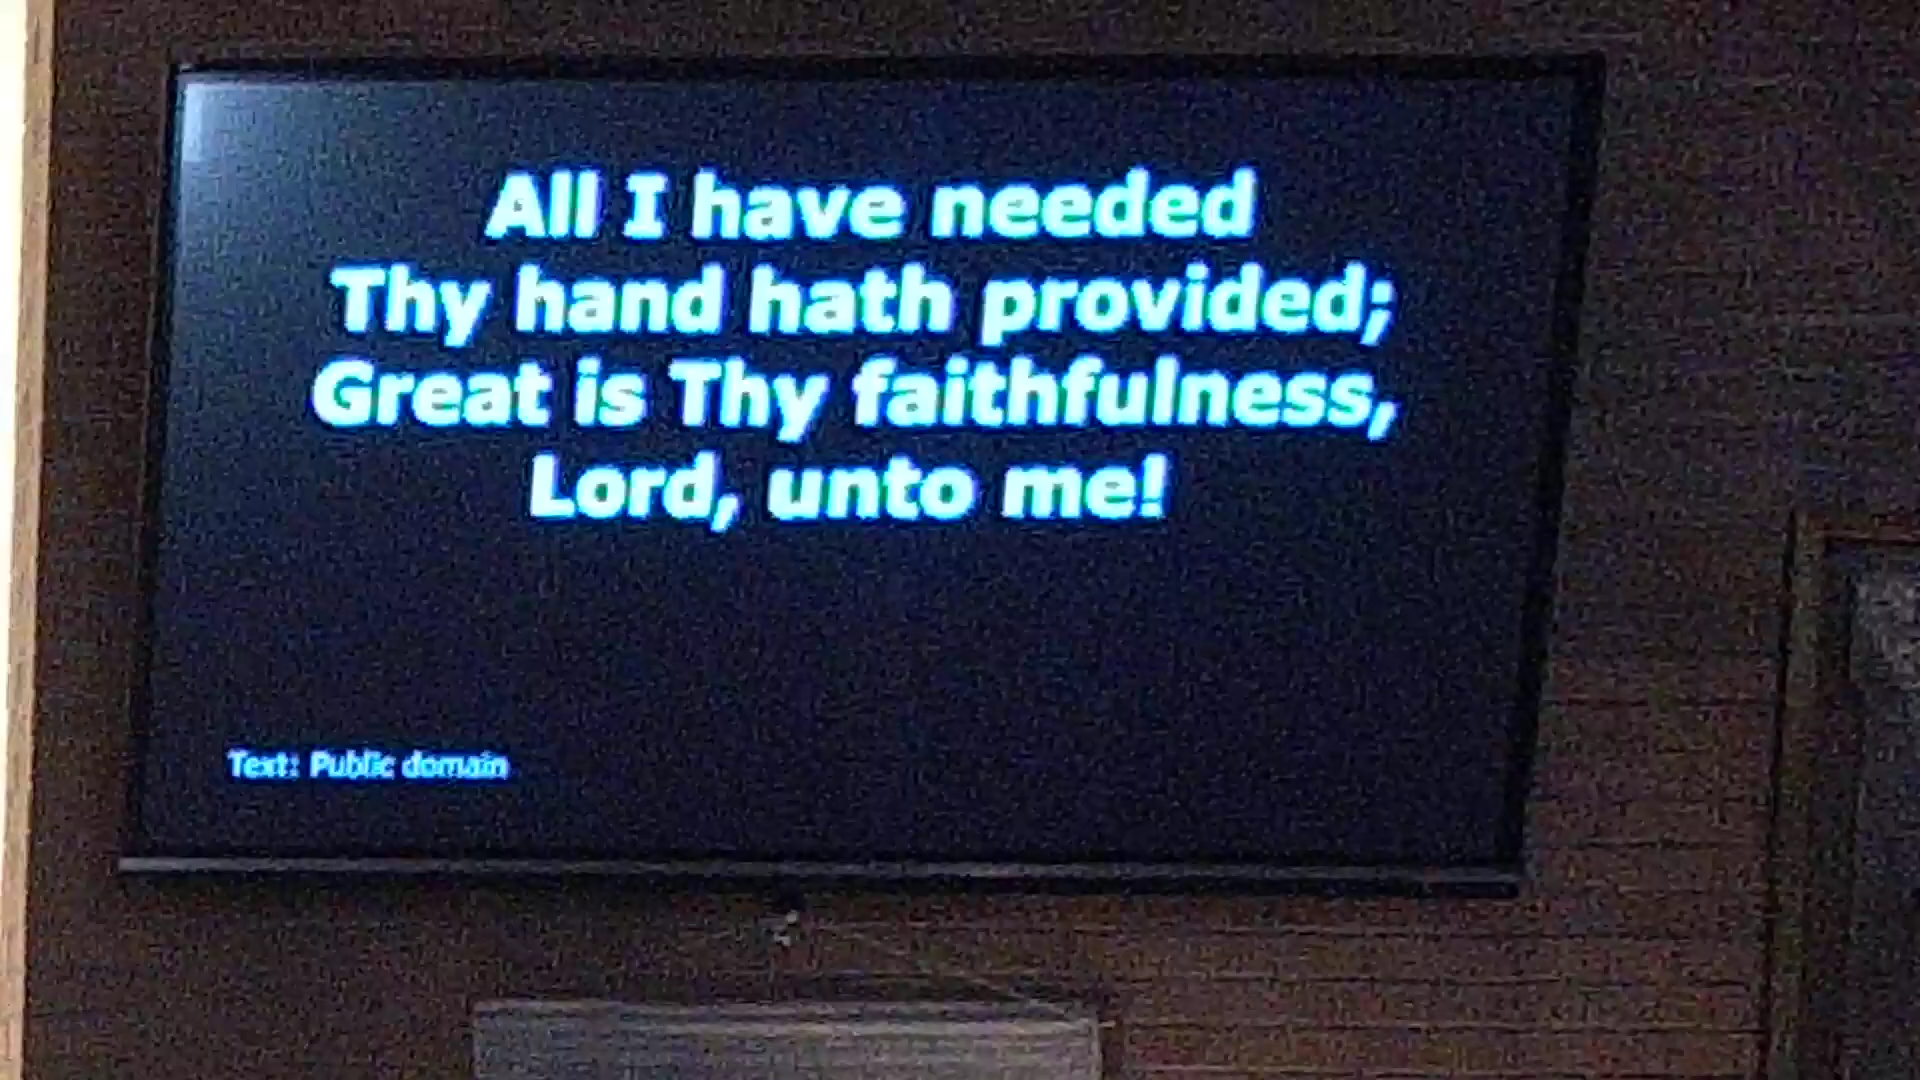 All I have needed
Thy hand hath provided;
Great is Thy faithfulness,
Lord, unto me!
Text: Public domain